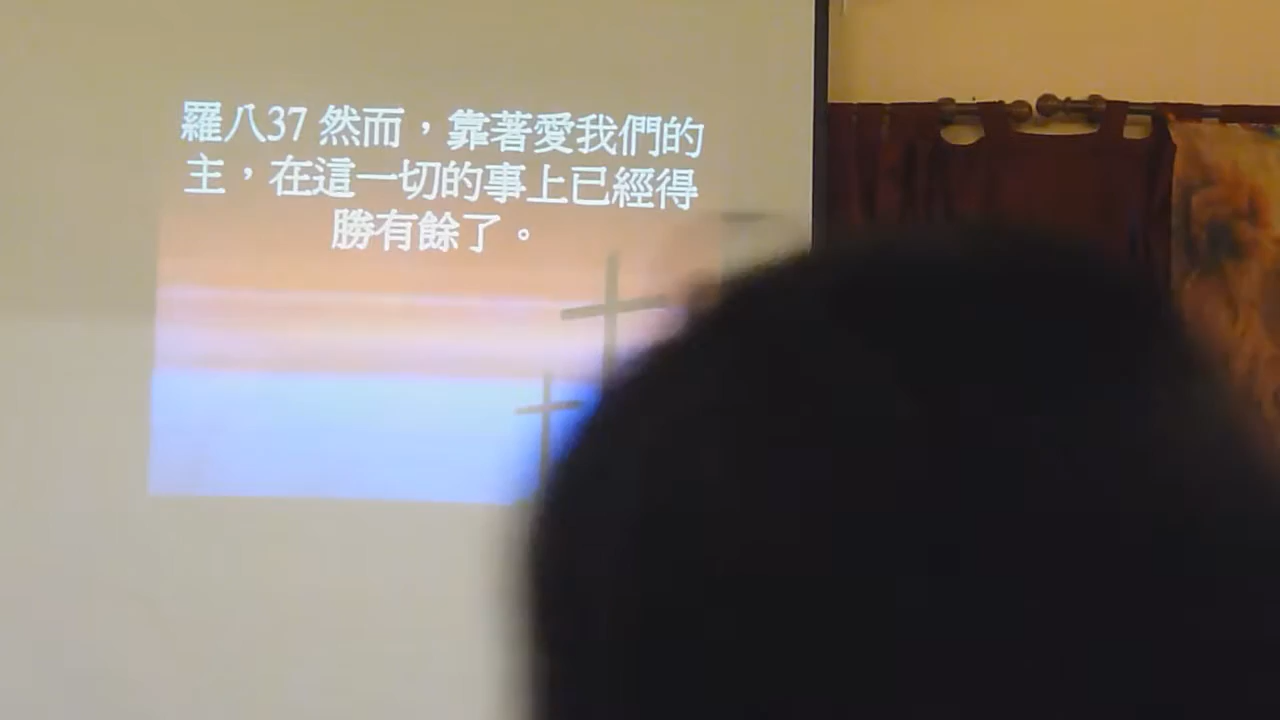 羅八37 然而，靠著愛我們的
主，在這一切的事上已經得
勝有餘了。